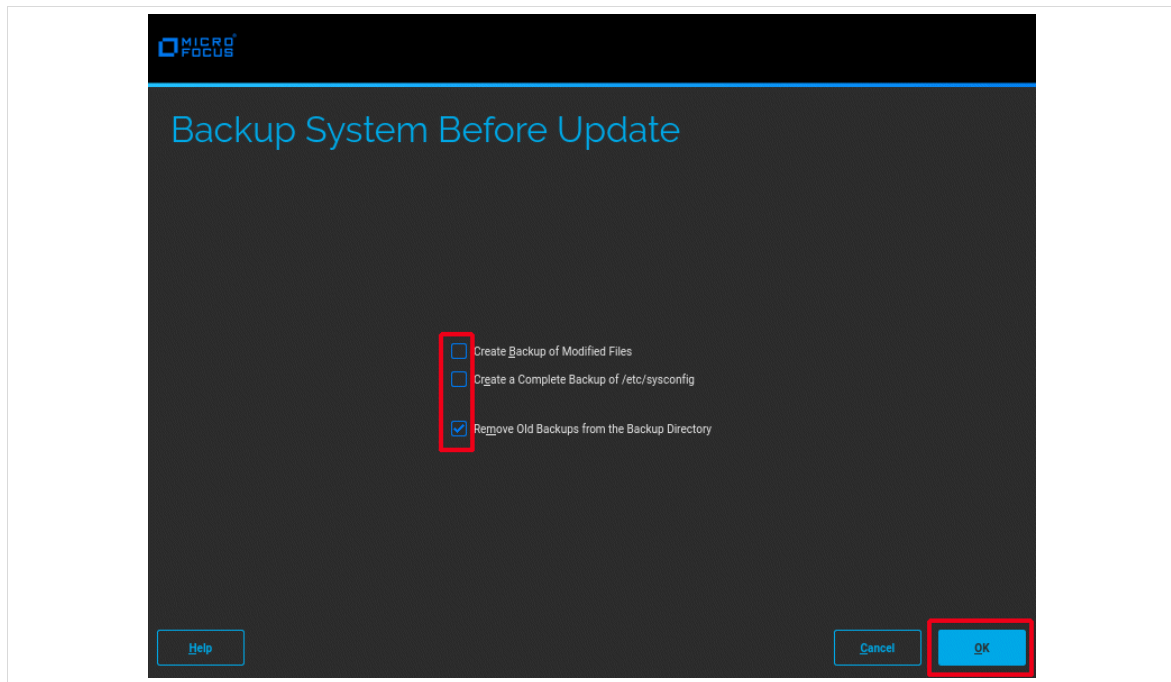 MICRO
FOCUS
Backup System Before Update
Create Backup of Modified Files
Create a Complete Backup of /etc/sysconfig
Remove Old Backups from the Backup Directory
Help
Cancel
OK